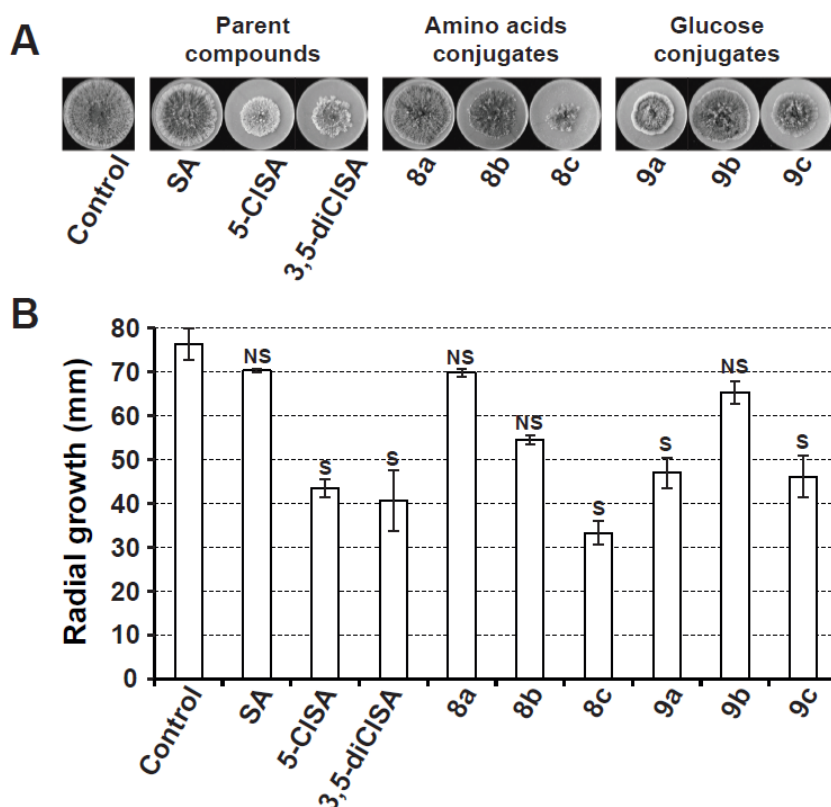 A
Parent compounds
Amino acids conjugates
Glucose conjugates
Control
SA
5-ClSA
3,5-diClSA
8a
8b
8c
9a
9b
9c
B
Radial growth (mm)
80
70
60
50
40
30
20
10
0
NS
S
S
NS
NS
S
S
NS
S
Control
SA
5-ClSA
3,5-diClSA
8a
8b
8c
9a
9b
9c